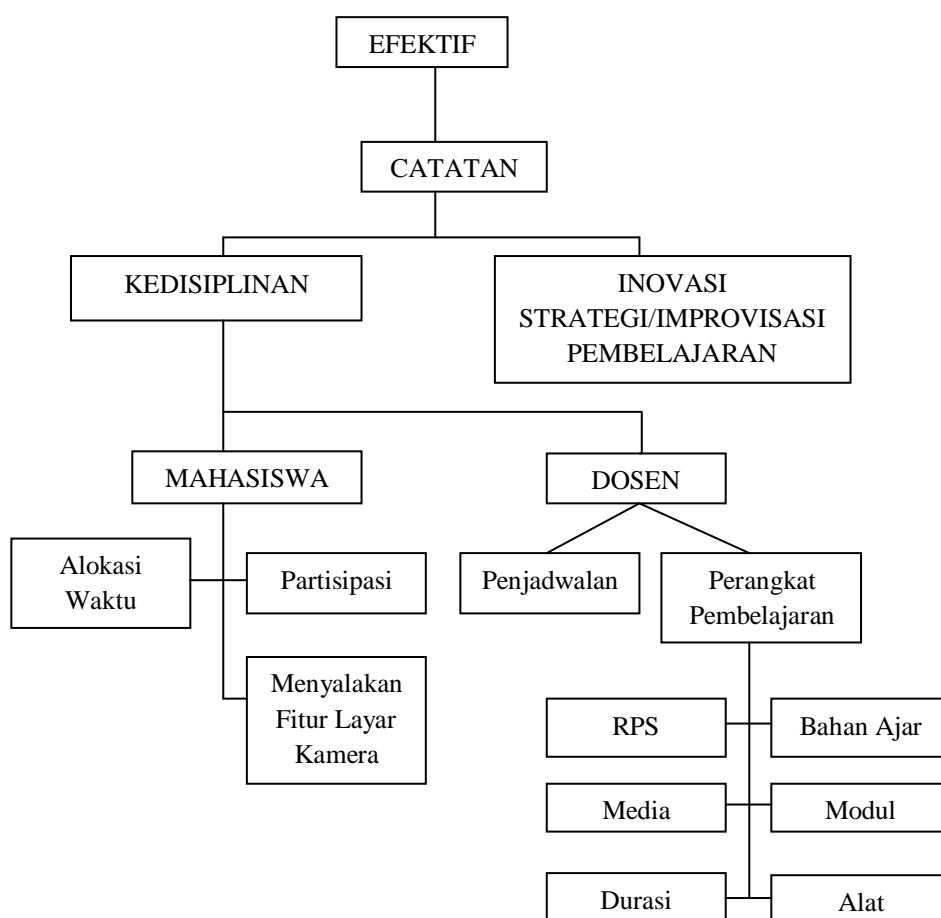 EFEKTIF
CATATAN
KEDISIPLINAN
INOVASI
STRATEGI/IMPROVISASI
PEMBELAJARAN
MAHASISWA
DOSEN
Alokasi
Waktu
Partisipasi
Penjadwalan
Perangkat
Pembelajaran
Menyalakan
Fitur Layar
Kamera
RPS
Bahan Ajar
Media
Modul
Durasi
Alat